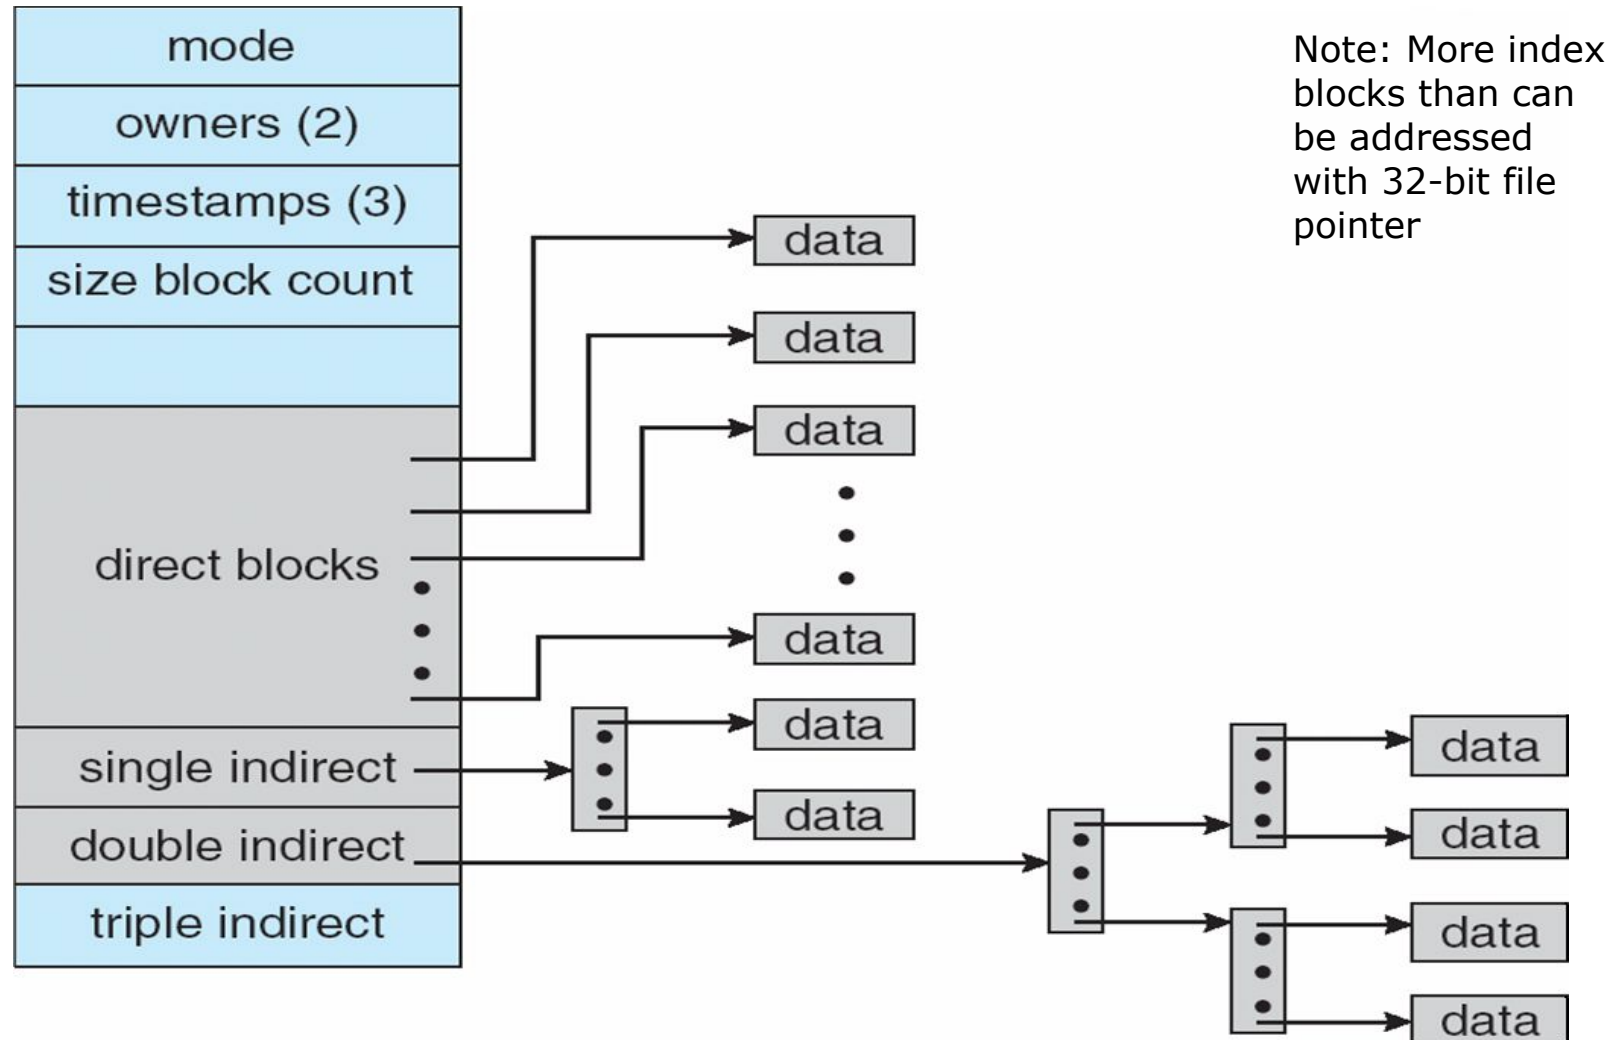 mode
owners (2)
timestamps (3)
size block count
direct blocks
single indirect
double indirect
triple indirect
data
data
data
data
data
data
data
data
data
data
Note: More index
blocks than can
be addressed
with 32-bit file
pointer